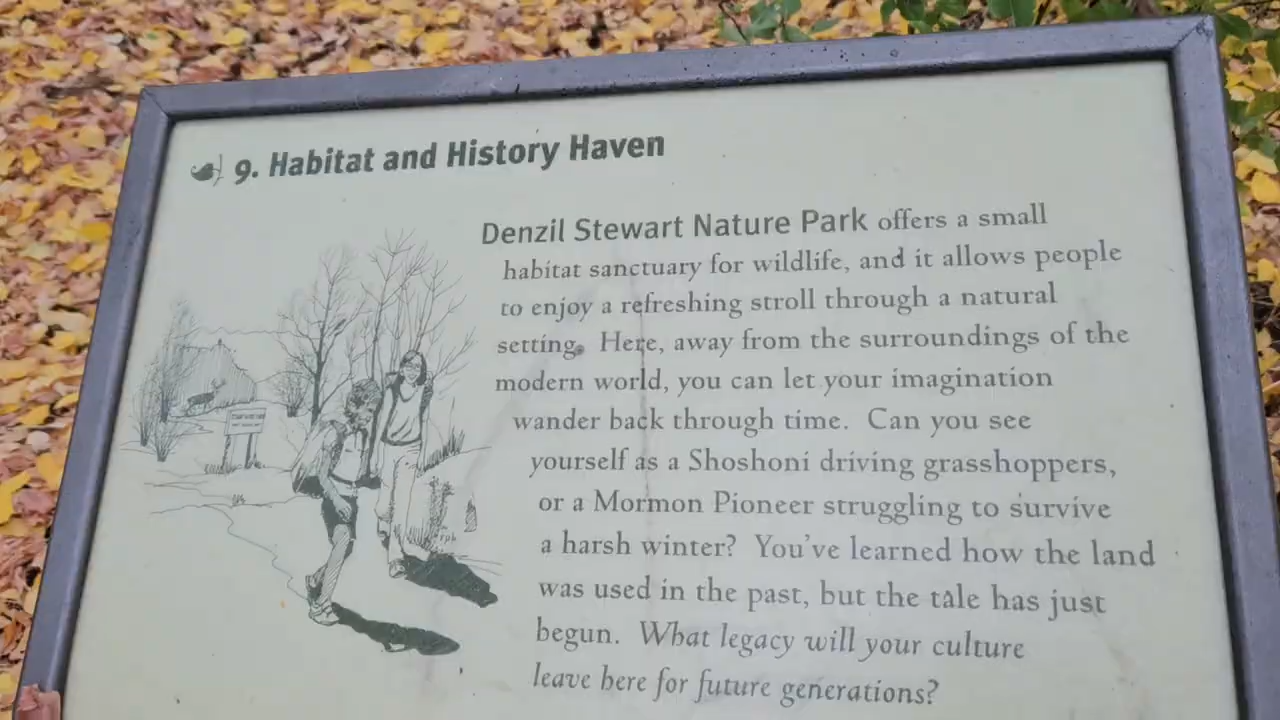 9. Habitat and History Haven
Denzil Stewart Nature Park offers a small
habitat sanctuary for wildlife, and it allows people
to enjoy a refreshing stroll through a natural
setting. Here, away from the surroundings of the
modern world, you can let your imagination
wander back through time. Can you see
yourself as a Shoshoni driving grasshoppers,
or a Mormon Pioneer struggling to survive
a harsh winter? You've learned how the land
was used in the past, but the tale has just
begun. What legacy will your culture
leave here for future generations?